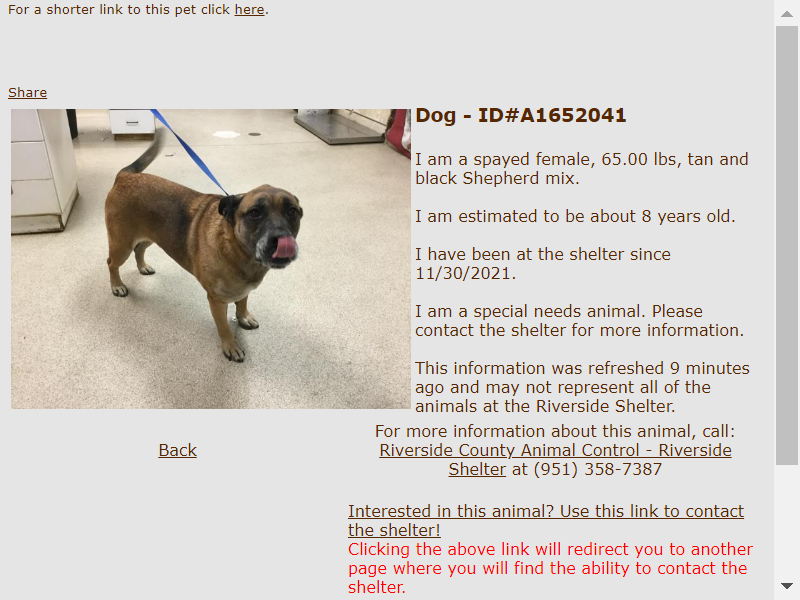 For a shorter link to this pet click here.
Share
Dog - ID#A1652041
I am a spayed female, 65.00 lbs, tan and
black Shepherd mix.
I am estimated to be about 8 years old.
I have been at the shelter since
11/30/2021.
I am a special needs animal. Please
contact the shelter for more information.
This information was refreshed 9 minutes
ago and may not represent all of the
animals at the Riverside Shelter.
Back
For more information about this animal, call:
Riverside County Animal Control - Riverside
Shelter at (951) 358-7387
Interested in this animal? Use this link to contact
the shelter!
Clicking the above link will redirect you to another
page where you will find the ability to contact the
shelter.